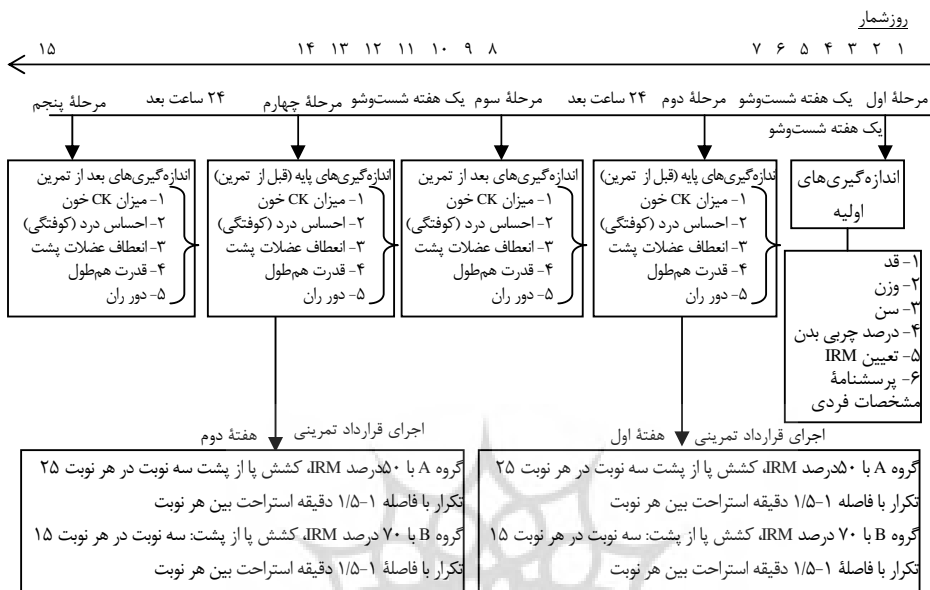 روزشمار
۱ ۲ ۳ ۴ ۵ ۶ ۷ ۸ ۹ ۱۰ ۱۱ ۱۲ ۱۳ ۱۴ ۱۵
مرحلهٔ اول یک هفته شست‌وشو مرحلهٔ دوم ۲۴ ساعت بعد مرحلهٔ سوم یک هفته شست‌وشو مرحلهٔ چهارم ۲۴ ساعت بعد مرحلهٔ پنجم
یک هفته شست‌وشو
اندازه‌گیری‌های
اولیه
۱- قد
۲- وزن
۳- سن
۴- درصد چربی بدن
۵- تعیین IRM
۶- پرسشنامهٔ
مشخصات فردی
اندازه‌گیری‌های پایه (قبل از تمرین)
۱- میزان CK خون
۲- احساس درد (کوفتگی)
۳- انعطاف عضلات پشت
۴- قدرت هم‌طول
۵- دور ران
اندازه‌گیری‌های بعد از تمرین
۱- میزان CK خون
۲- احساس درد (کوفتگی)
۳- انعطاف عضلات پشت
۴- قدرت هم‌طول
۵- دور ران
اندازه‌گیری‌های پایه (قبل از تمرین)
۱- میزان CK خون
۲- احساس درد (کوفتگی)
۳- انعطاف عضلات پشت
۴- قدرت هم‌طول
۵- دور ران
اندازه‌گیری‌های بعد از تمرین
۱- میزان CK خون
۲- احساس درد (کوفتگی)
۳- انعطاف عضلات پشت
۴- قدرت هم‌طول
۵- دور ران
اجرای قرارداد تمرینی هفتهٔ اول
گروه A با ۵۰درصد IRM، کشش پا از پشت سه نوبت در هر نوبت ۲۵
تکرار با فاصله ۱-۱/۵ دقیقه استراحت بین هر نوبت
گروه B با ۷۰ درصد IRM، کشش پا از پشت: سه نوبت در هر نوبت ۱۵
تکرار با فاصلهٔ ۱-۱/۵ دقیقه استراحت بین هر نوبت
اجرای قرارداد تمرینی هفتهٔ دوم
گروه A با ۵۰درصد IRM، کشش پا از پشت سه نوبت در هر نوبت ۲۵
تکرار با فاصله ۱-۱/۵ دقیقه استراحت بین هر نوبت
گروه B با ۷۰ درصد IRM، کشش پا از پشت: سه نوبت در هر نوبت ۱۵
تکرار با فاصلهٔ ۱-۱/۵ دقیقه استراحت بین هر نوبت